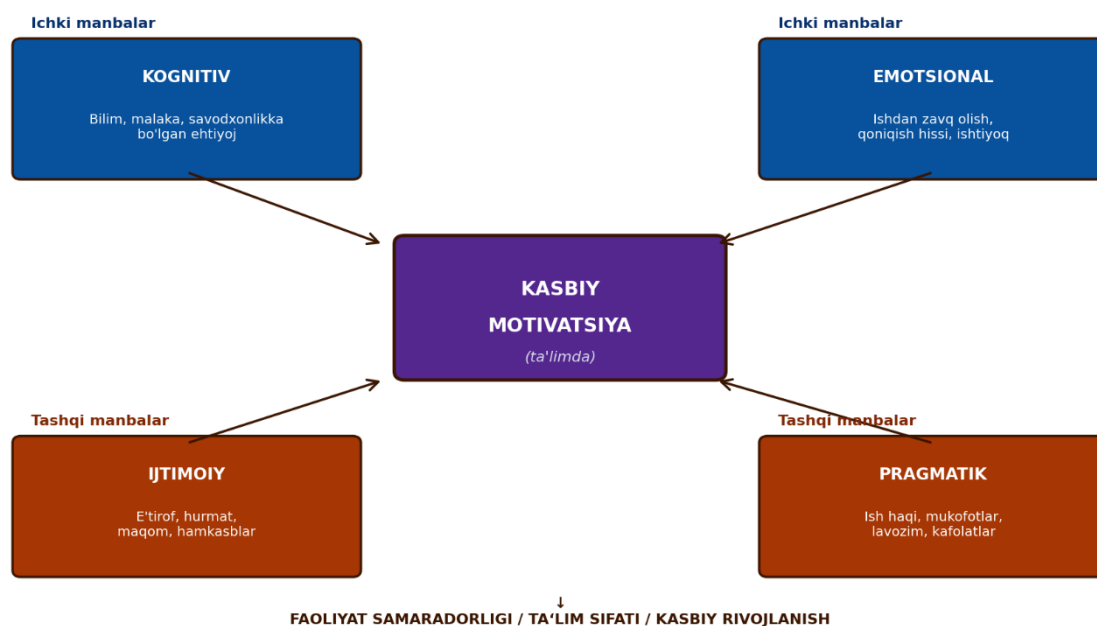 Ichki manbalar
KOGNITIV
Bilim, malaka, savodxonlikka
bo'lgan ehtiyoj
Ichki manbalar
EMOTSIONAL
Ishdan zavq olish,
qoniqish hissi, ishtiyoq
KASBIY
MOTIVATSIYA
(ta'limda)
Tashqi manbalar
IJTIMOIY
E'tirof, hurmat,
maqom, hamkasblar
Tashqi manbalar
PRAGMATIK
Ish haqi, mukofotlar,
lavozim, kafolatlar
↓
FAOLIYAT SAMARADORLIGI / TA‘LIM SIFATI / KASBIY RIVOJLANISH